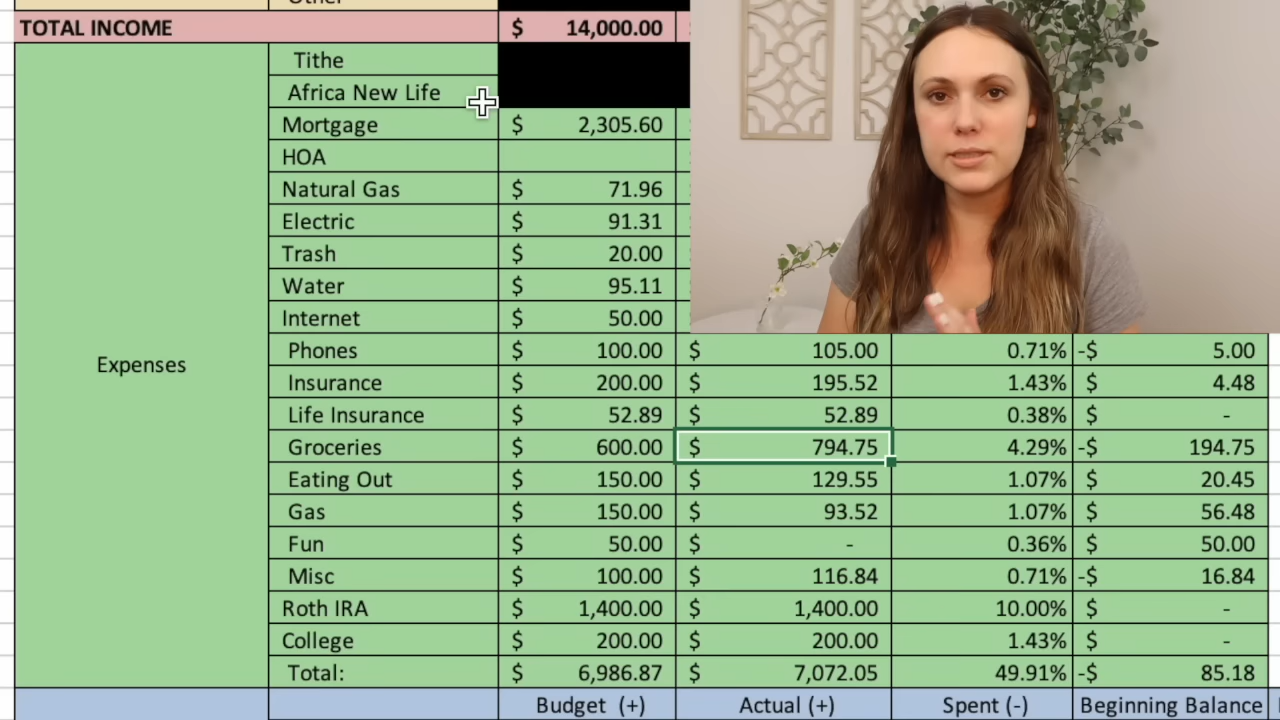 Other
TOTAL INCOME $ 14,000.00
Tithe
Africa New Life
Mortgage $ 2,305.60
HOA
Natural Gas $ 71.96
Electric $ 91.31
Trash $ 20.00
Water $ 95.11
Internet $ 50.00
Expenses
Phones $ 100.00 $ 105.00 0.71% -$ 5.00
Insurance $ 200.00 $ 195.52 1.43% $ 4.48
Life Insurance $ 52.89 $ 52.89 0.38% $ -
Groceries $ 600.00 $ 794.75 4.29% -$ 194.75
Eating Out $ 150.00 $ 129.55 1.07% $ 20.45
Gas $ 150.00 $ 93.52 1.07% $ 56.48
Fun $ 50.00 $ - 0.36% $ 50.00
Misc $ 100.00 $ 116.84 0.71% -$ 16.84
Roth IRA $ 1,400.00 $ 1,400.00 10.00% $ -
College $ 200.00 $ 200.00 1.43% $ -
Total: $ 6,986.87 $ 7,072.05 49.91% -$ 85.18
Budget (+) Actual (+) Spent (-) Beginning Balance